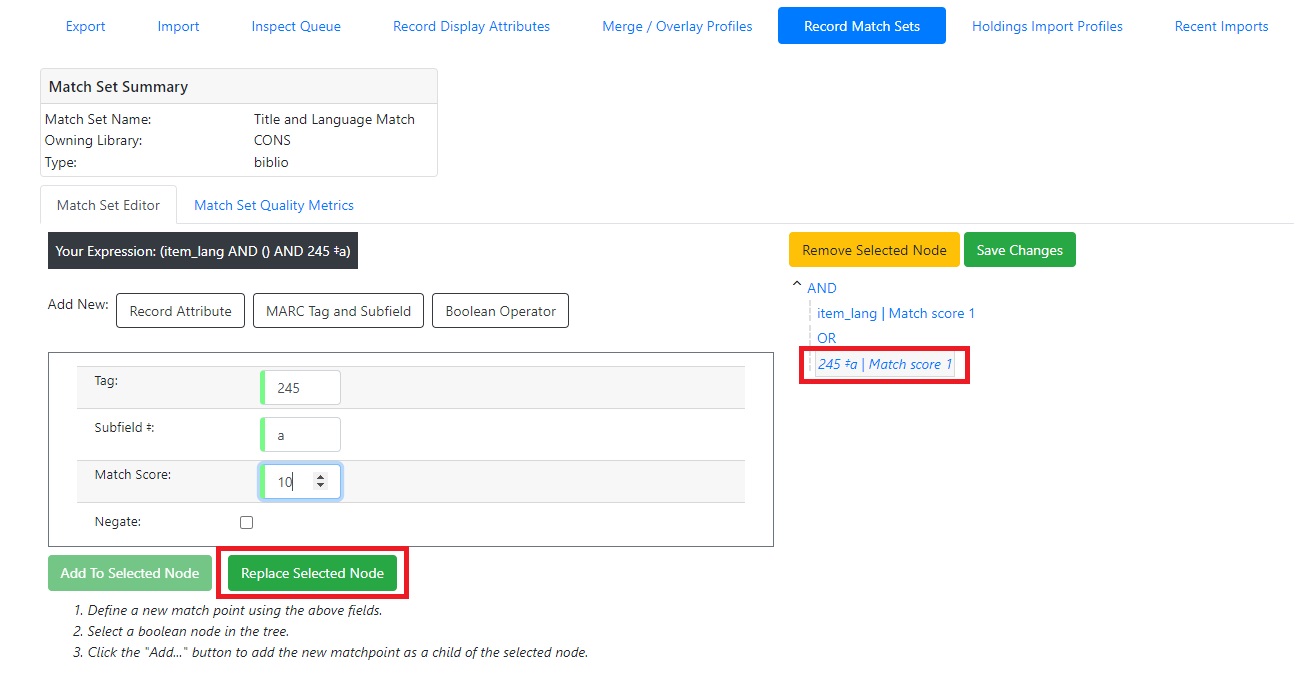 Export Import Inspect Queue Record Display Attributes Merge / Overlay Profiles Record Match Sets Holdings Import Profiles Recent Imports
Match Set Summary
Match Set Name: Title and Language Match
Owning Library: CONS
Type: biblio
Match Set Editor Match Set Quality Metrics
Your Expression: (item_lang AND () AND 245 ‡a)
Remove Selected Node Save Changes
Add New: Record Attribute MARC Tag and Subfield Boolean Operator
AND
item_lang | Match score 1
OR
245 ‡a | Match score 1
Tag: 245
Subfield ‡: a
Match Score: 10
Negate:
Add To Selected Node Replace Selected Node
1. Define a new match point using the above fields.
2. Select a boolean node in the tree.
3. Click the "Add..." button to add the new matchpoint as a child of the selected node.